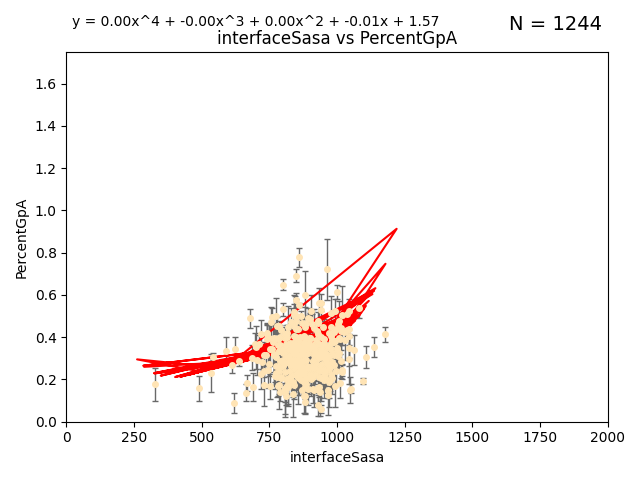 y = 0.00x^4 + -0.00x^3 + 0.00x^2 + -0.01x + 1.57
N = 1244
interfaceSasa vs PercentGpA
PercentGpA
1.6
1.4
1.2
1.0
0.8
0.6
0.4
0.2
0.0
0 250 500 750 1000 1250 1500 1750 2000
interfaceSasa